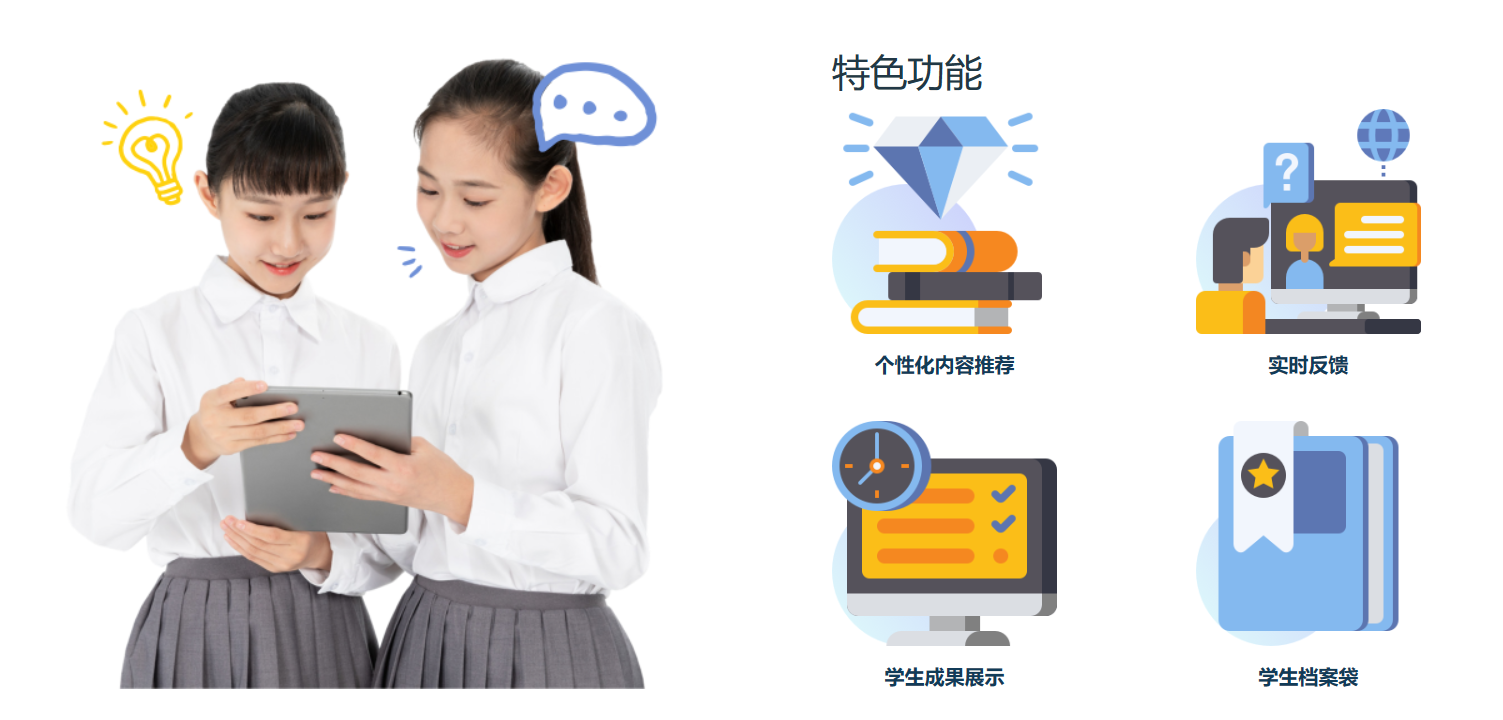 特色功能
?
个性化内容推荐
实时反馈
学生成果展示
学生档案袋